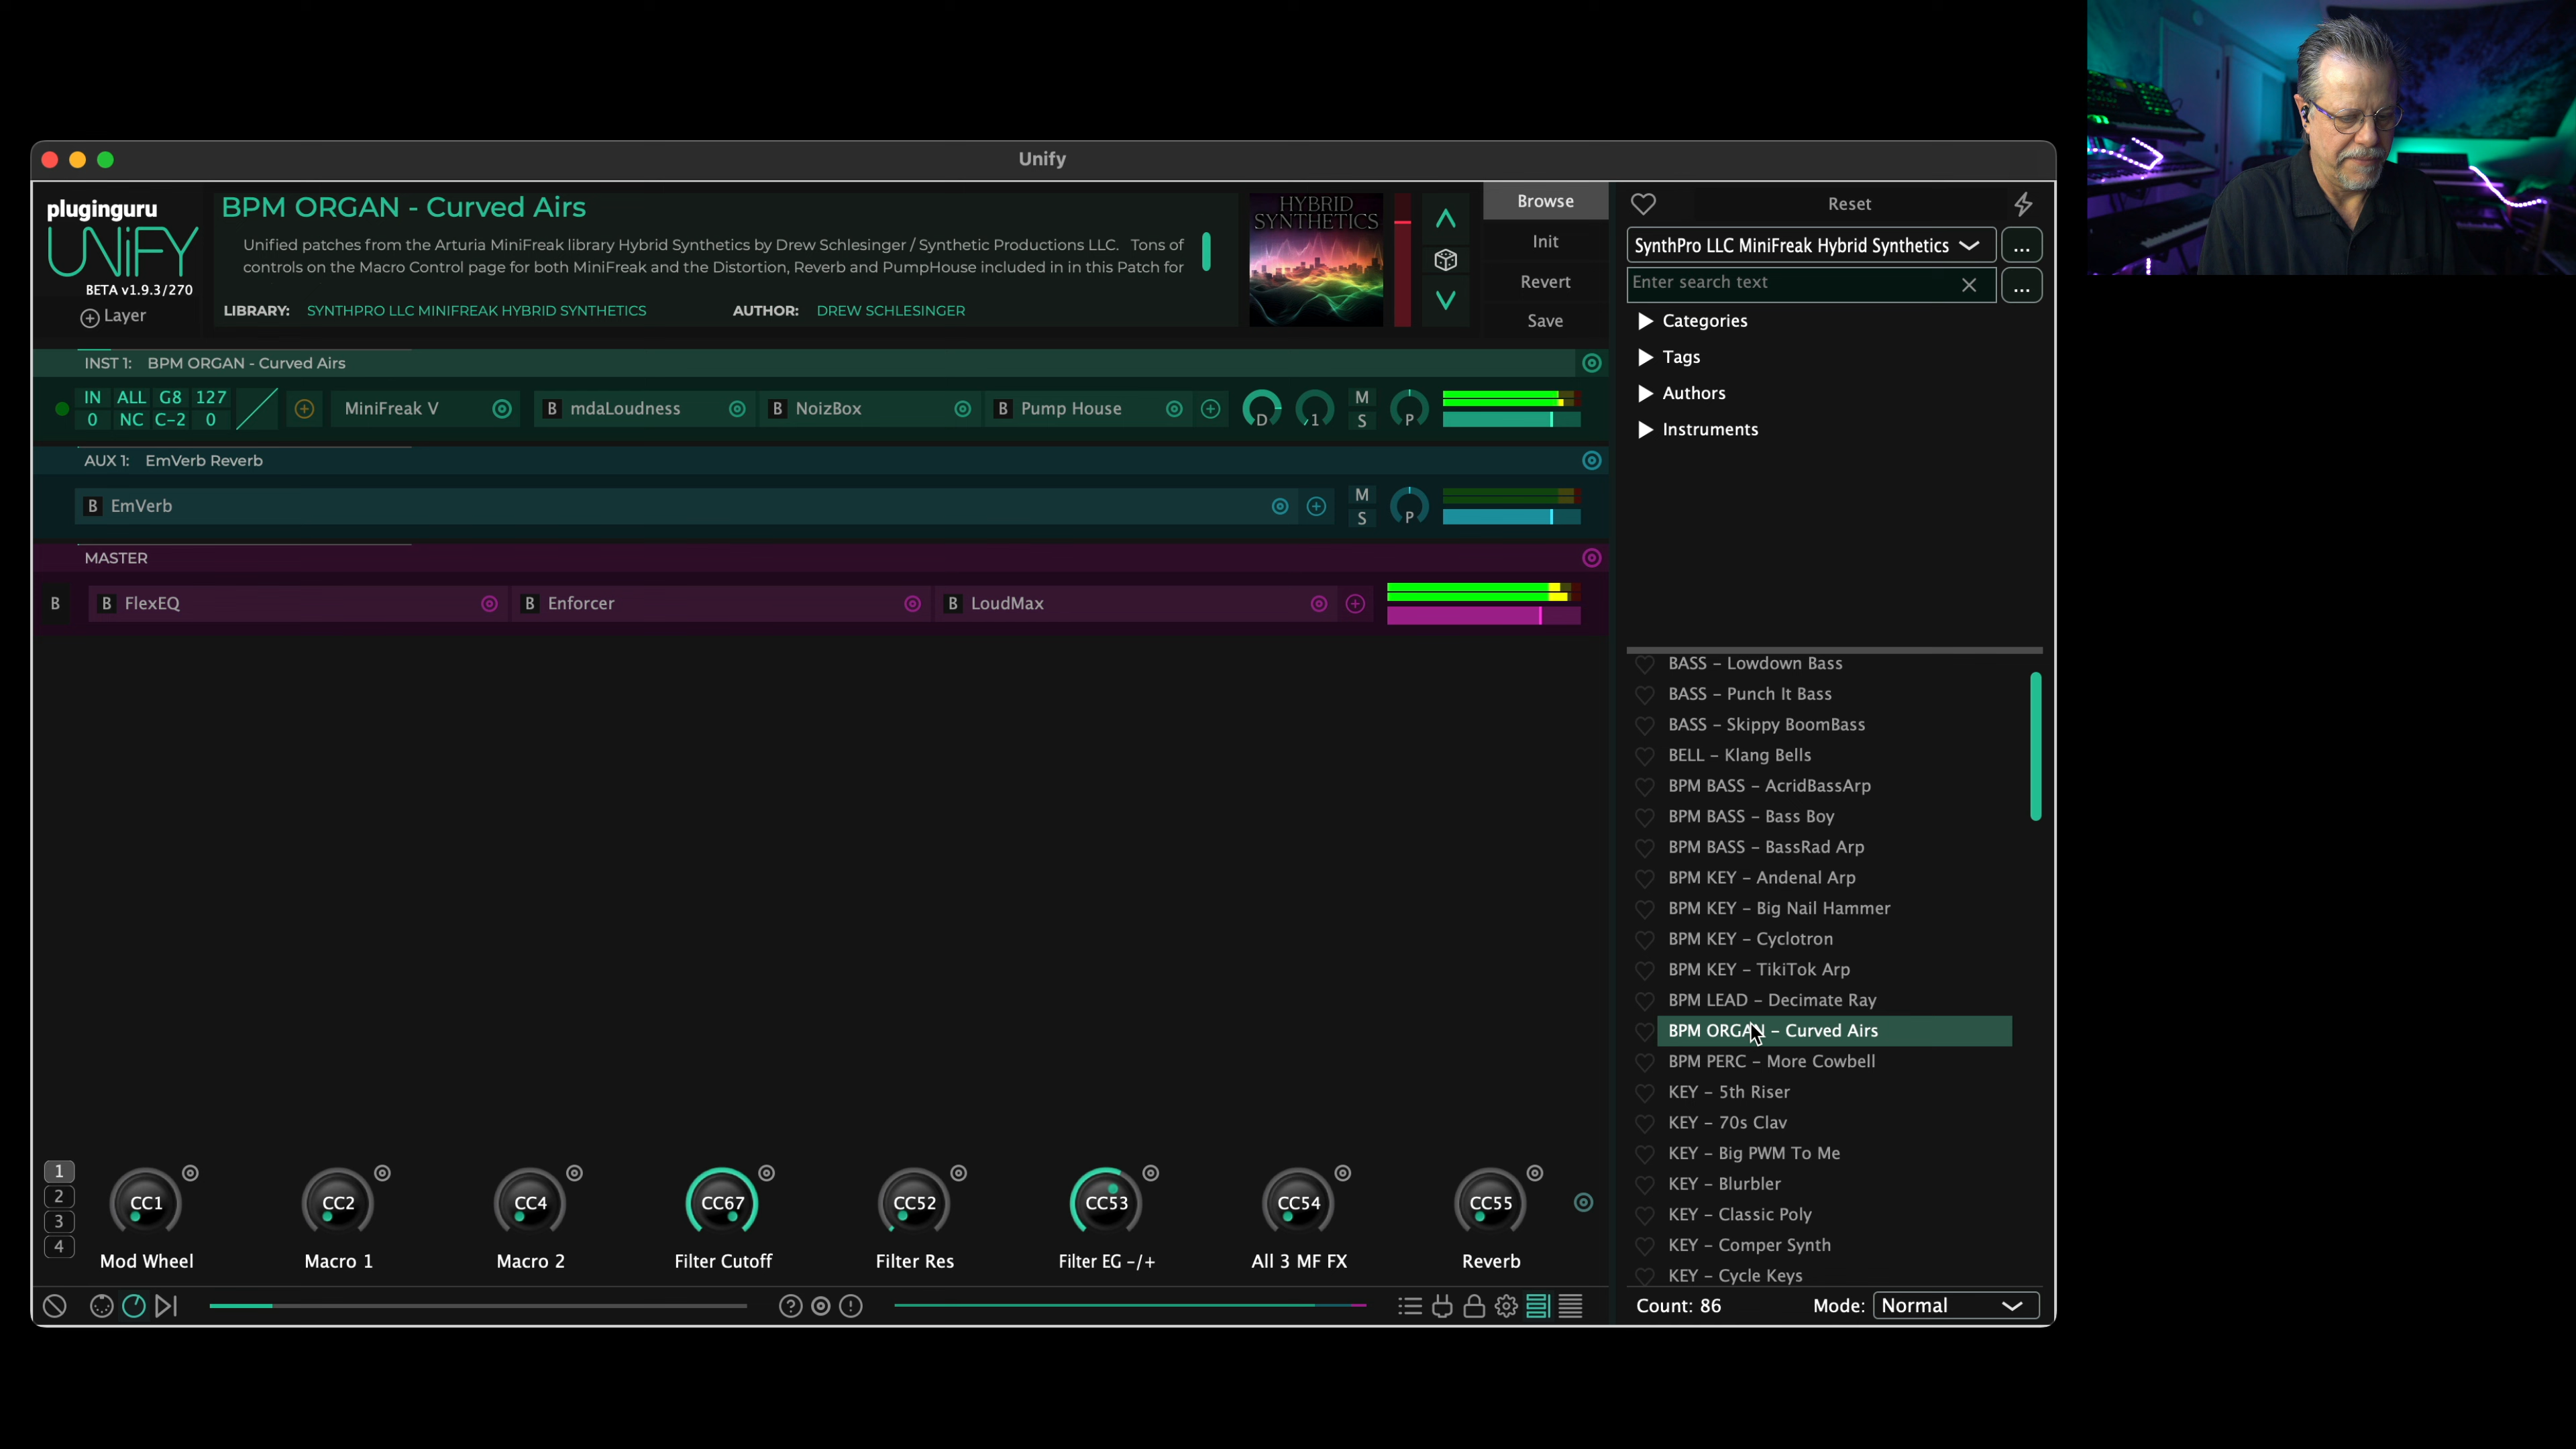 Unify
pluginguru
UNIFY
BETA v1.9.3/270
Layer
BPM ORGAN - Curved Airs
Unified patches from the Arturia MiniFreak library Hybrid Synthetics by Drew Schlesinger / Synthetic Productions LLC. Tons of
controls on the Macro Control page for both MiniFreak and the Distortion, Reverb and PumpHouse included in in this Patch for
LIBRARY: SYNTHPRO LLC MINIFREAK HYBRID SYNTHETICS AUTHOR: DREW SCHLESINGER
HYBRID
SYNTHETICS
Browse
Init
Revert
Save
INST 1: BPM ORGAN - Curved Airs
IN ALL G8 127
0 NC C-2 0
MiniFreak V B mdaLoudness B NoizBox B Pump House D 1 M S P
AUX 1: EmVerb Reverb
B EmVerb M S P
MASTER
B B FlexEQ B Enforcer B LoudMax
1
2
3
4
CC1 CC2 CC4 CC67 CC52 CC53 CC54 CC55
Mod Wheel Macro 1 Macro 2 Filter Cutoff Filter Res Filter EG -/+ All 3 MF FX Reverb
Reset
SynthPro LLC MiniFreak Hybrid Synthetics ...
Enter search text ...
Categories
Tags
Authors
Instruments
BASS - Lowdown Bass
BASS - Punch It Bass
BASS - Skippy BoomBass
BELL - Klang Bells
BPM BASS - AcridBassArp
BPM BASS - Bass Boy
BPM BASS - BassRad Arp
BPM KEY - Andenal Arp
BPM KEY - Big Nail Hammer
BPM KEY - Cyclotron
BPM KEY - TikiTok Arp
BPM LEAD - Decimate Ray
BPM ORGAN - Curved Airs
BPM PERC - More Cowbell
KEY - 5th Riser
KEY - 70s Clav
KEY - Big PWM To Me
KEY - Blurbler
KEY - Classic Poly
KEY - Comper Synth
KEY - Cycle Keys
Count: 86 Mode: Normal